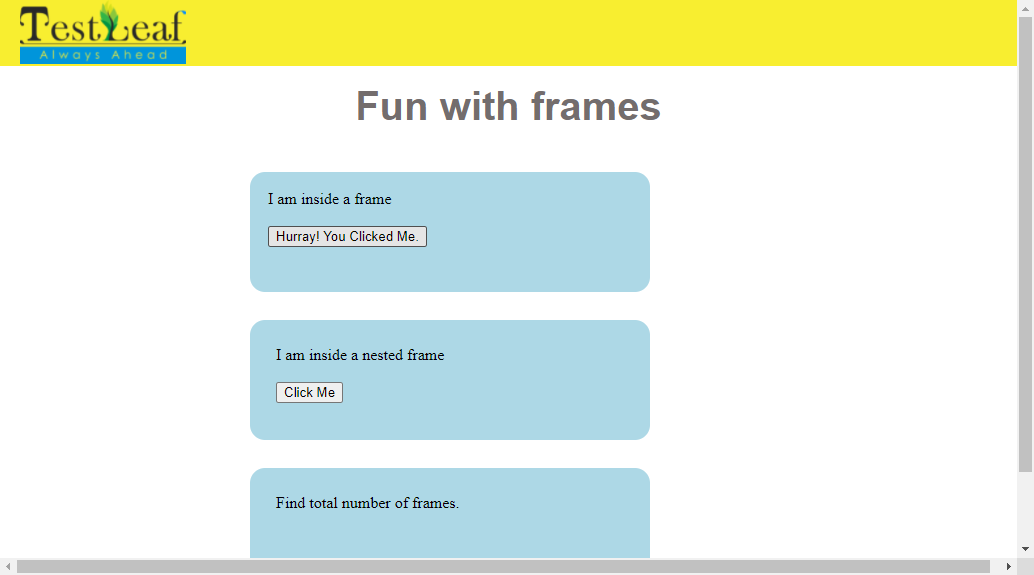 TestLeaf
Always Ahead
Fun with frames
I am inside a frame
Hurray! You Clicked Me.
I am inside a nested frame
Click Me
Find total number of frames.